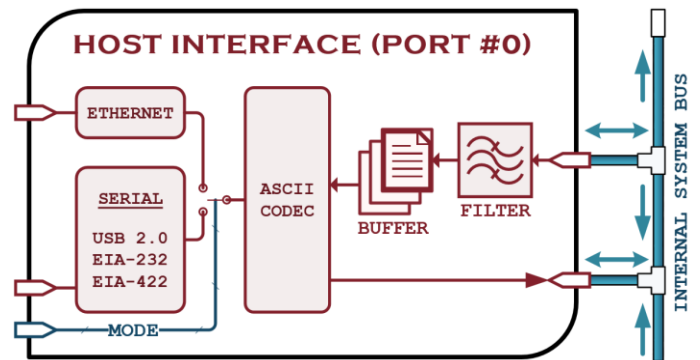 HOST INTERFACE (PORT #0)
ETHERNET
SERIAL
USB 2.0
EIA-232
EIA-422
MODE
ASCII
CODEC
BUFFER
FILTER
INTERNAL SYSTEM BUS